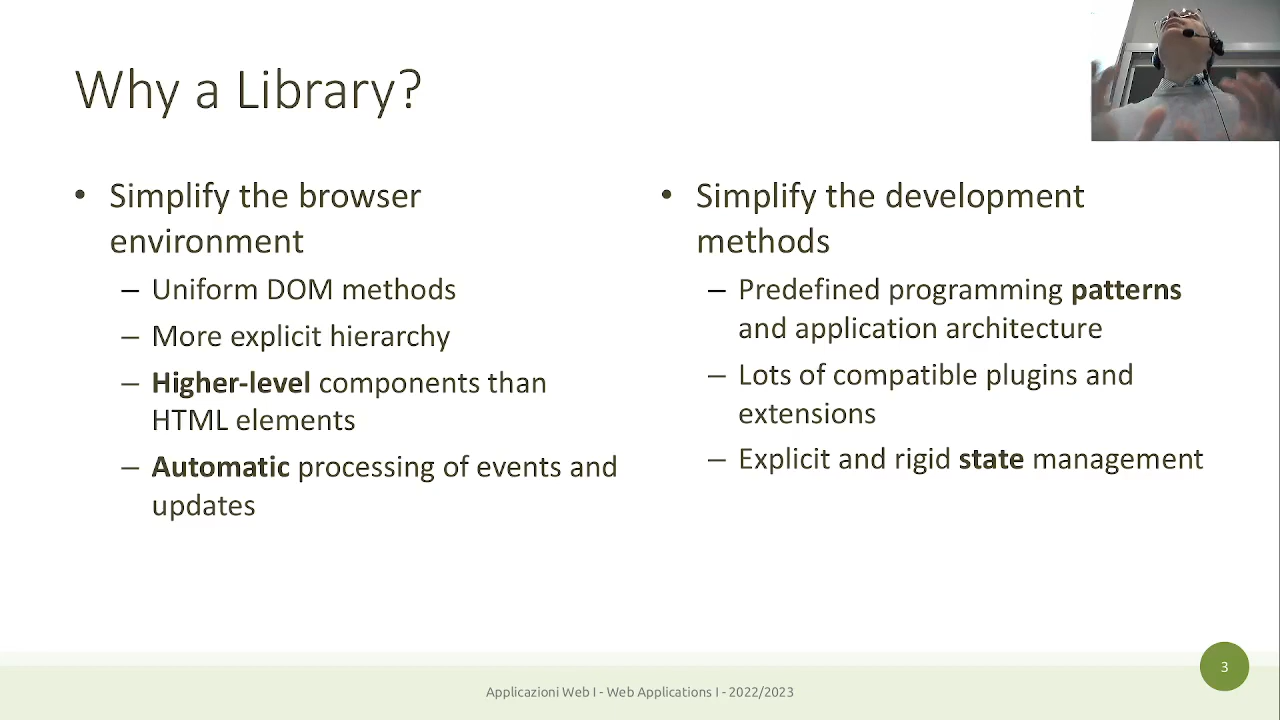 Why a Library?
• Simplify the browser
environment
– Uniform DOM methods
– More explicit hierarchy
– Higher-level components than
HTML elements
– Automatic processing of events and
updates
• Simplify the development
methods
– Predefined programming patterns
and application architecture
– Lots of compatible plugins and
extensions
– Explicit and rigid state management
Applicazioni Web I - Web Applications I - 2022/2023
3